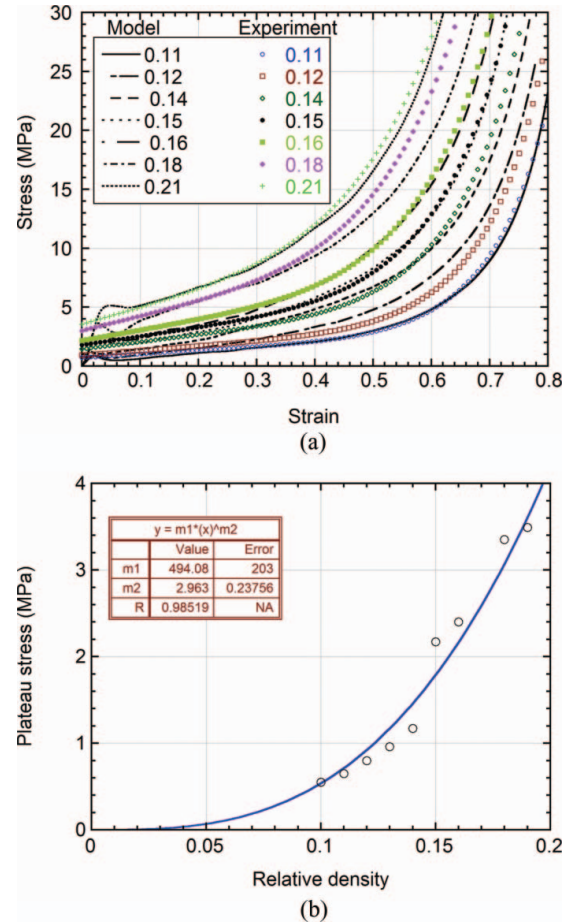 30
25
20
15
10
5
0
Stress (MPa)
Model Experiment
0.11 0.11
0.12 0.12
0.14 0.14
0.15 0.15
0.16 0.16
0.18 0.18
0.21 0.21
0 0.1 0.2 0.3 0.4 0.5 0.6 0.7 0.8
Strain
(a)
4
3
2
1
0
Plateau stress (MPa)
y = m1*(x)^m2
Value Error
m1 494.08 203
m2 2.963 0.23756
R 0.98519 NA
0 0.05 0.1 0.15 0.2
Relative density
(b)